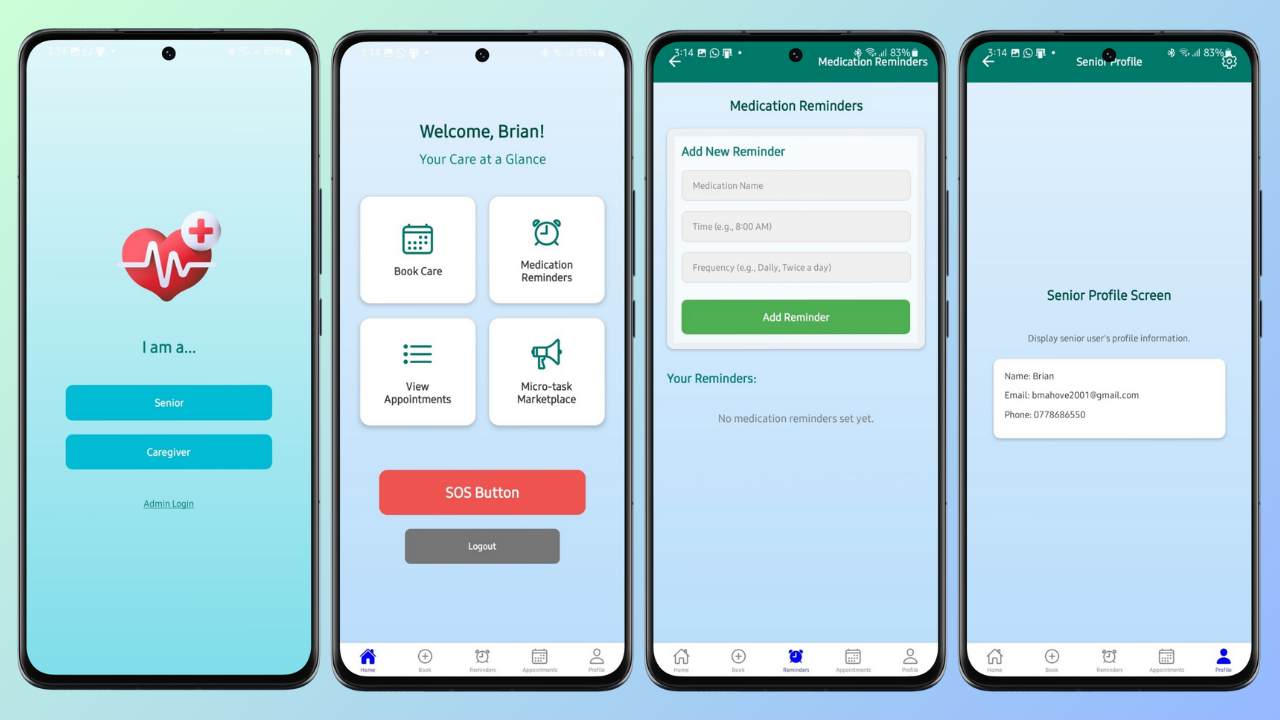 3:14
83%
I am a...
Senior
Caregiver
Admin Login
3:14
83%
Welcome, Brian!
Your Care at a Glance
Book Care
Medication
Reminders
View
Appointments
Micro-task
Marketplace
SOS Button
Logout
Home
Book
Reminders
Appointments
Profile
3:14
83%
Medication Reminders
Medication Reminders
Add New Reminder
Medication Name
Time (e.g., 8:00 AM)
Frequency (e.g., Daily, Twice a day)
Add Reminder
Your Reminders:
No medication reminders set yet.
Home
Book
Reminders
Appointments
Profile
3:14
83%
Senior Profile
Senior Profile Screen
Display senior user's profile information.
Name: Brian
Email: bmahove2001@gmail.com
Phone: 0778686550
Home
Book
Reminders
Appointments
Profile